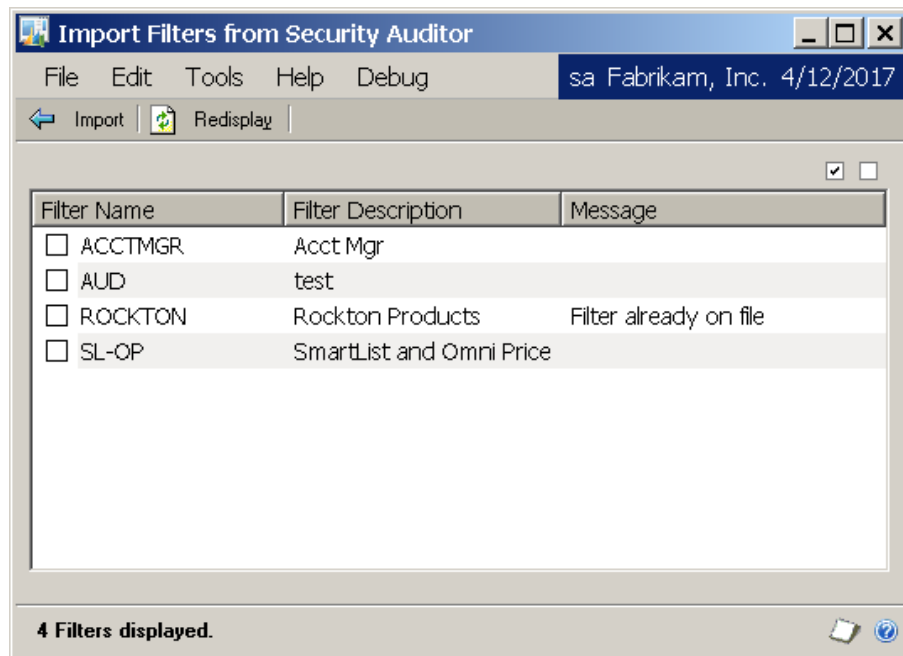 Import Filters from Security Auditor
File Edit Tools Help Debug sa Fabrikam, Inc. 4/12/2017
Import Redisplay
Filter Name Filter Description Message
ACCTMGR Acct Mgr
AUD test
ROCKTON Rockton Products Filter already on file
SL-OP SmartList and Omni Price
4 Filters displayed.